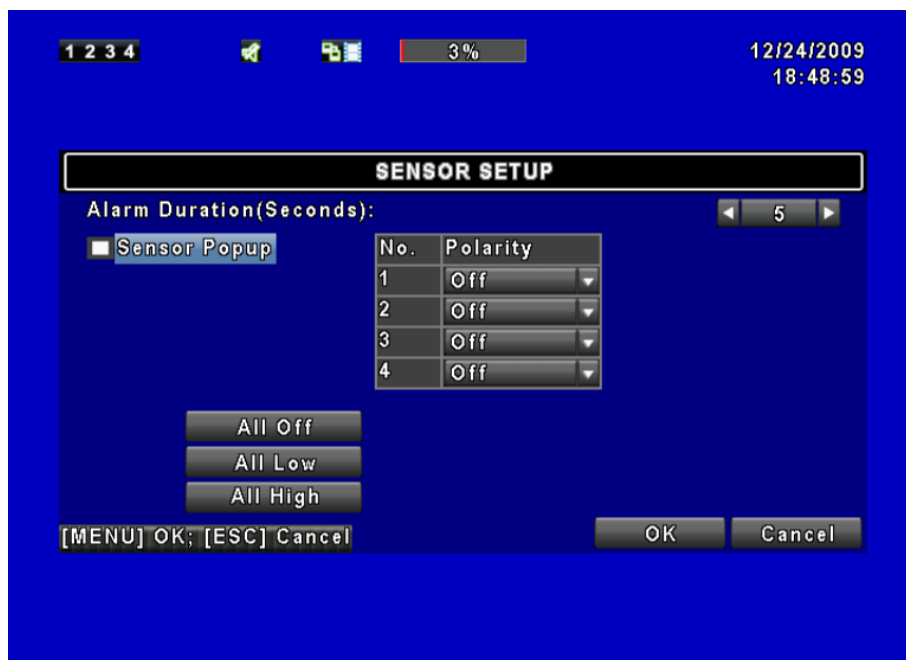 1 2 3 4 3% 12/24/2009
18:48:59
SENSOR SETUP
Alarm Duration(Seconds): 5
Sensor Popup No. Polarity
1 Off
2 Off
3 Off
4 Off
All Off
All Low
All High
[MENU] OK; [ESC] Cancel OK Cancel